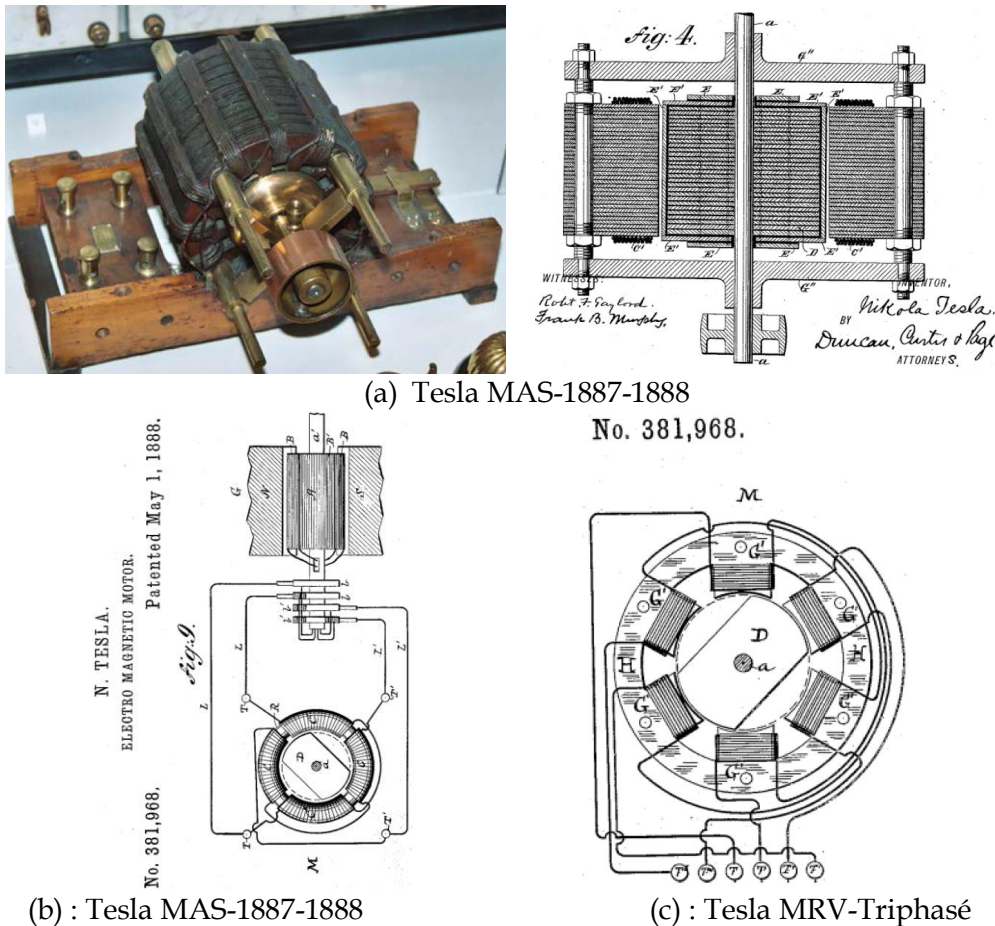 fig: 4.
a
G"
E' E' E E E' E'
C' E' E' E' D E' C'
G"
WITNESSES:
Robt. F. Gaylord.
Frank B. Murphy.
INVENTOR,
Nikola Tesla.
BY
Duncan, Curtis & Page
ATTORNEYS.
a
(a) Tesla MAS-1887-1888
N. TESLA.
ELECTRO MAGNETIC MOTOR.
No. 381,968.
Patented May 1, 1888.
Fig. 9.
G
N
B a' B' B
A
S
L L L' L'
T R T'
C
D
a
T T'
M
No. 381,968.
M
G'
G' G'
D
H a H
G G"
G"
T" T" T T' T' T
(b) : Tesla MAS-1887-1888
(c) : Tesla MRV-Triphasé